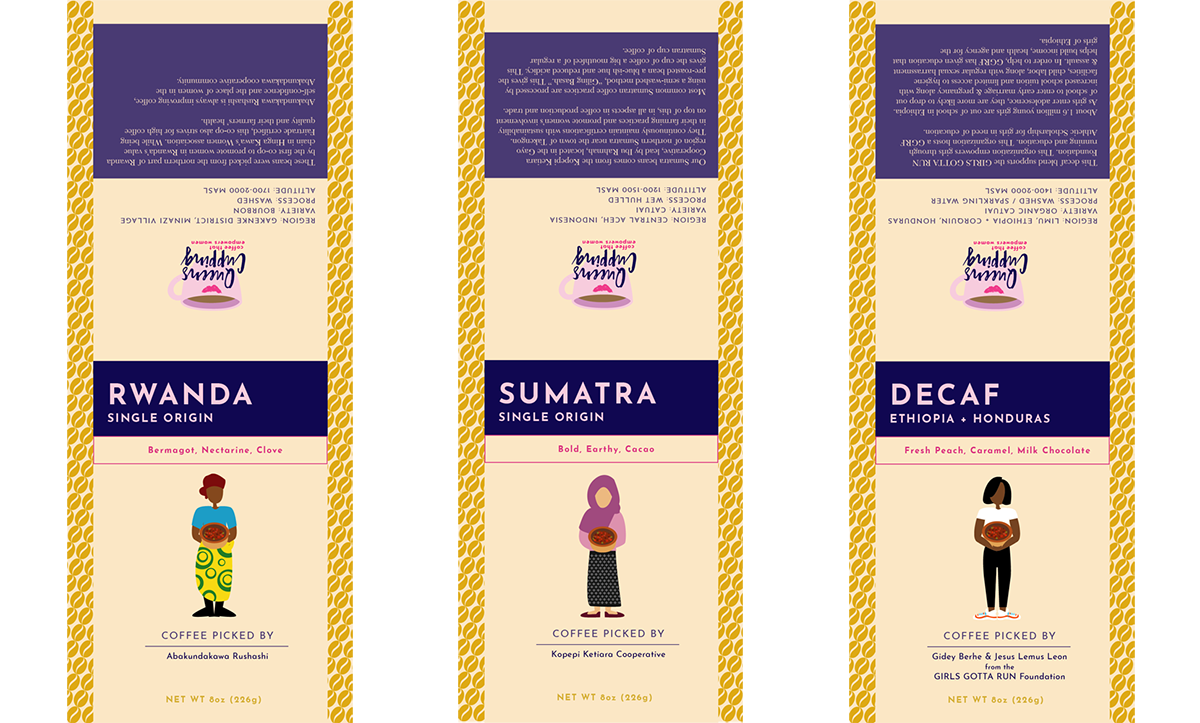 Queens
Cupping
coffee that
empowers women
REGION: GAKENKE DISTRICT, MINAZI VILLAGE
VARIETY: BOURBON
PROCESS: WASHED
ALTITUDE: 1700-2000 MASL
These beans were picked from the northern part of Rwanda
by the first co-op to promote women in Rwanda's value
chain in Hinga Kawa's Women association. While being
Fairtrade certified, this co-op also strives for high coffee
quality and their farmers' health.
Abakundakawa Rushashi is always improving coffee,
self-confidence and the place of women in the
Abakundakawa cooperative community.
RWANDA
SINGLE ORIGIN
Bermagot, Nectarine, Clove
COFFEE PICKED BY
Abakundakawa Rushashi
NET WT 8oz (226g)
Queens
Cupping
coffee that
empowers women
REGION: CENTRAL ACEH, INDONESIA
VARIETY: CATUAI
PROCESS: WET HULLED
ALTITUDE: 1200-1500 MASL
Our Sumatra beans comes from the Kopepi Ketiara
Cooperative, lead by Ibu Rahmah, located in the Gayo
region of northern Sumatra near the town of Takengon.
They continuously maintain certifications with sustainability
in their farming practices and promote women's involvement
on top of this, in all aspects in coffee production and trade.
Most common Sumatran coffee practices are processed by
using a semi-washed method, "Giling Basah." This gives the
pre-roasted bean a blue-ish hue and reduced acidity. This
gives the cup of coffee a big mouthfeel of a regular
Sumatran cup of coffee.
SUMATRA
SINGLE ORIGIN
Bold, Earthy, Cacao
COFFEE PICKED BY
Kopepi Ketiara Cooperative
NET WT 8oz (226g)
Queens
Cupping
coffee that
empowers women
REGION: LIMU, ETHIOPIA • CORQUIN, HONDURAS
VARIETY: ORGANIC CATUAI
PROCESS: WASHED / SPARKLING WATER
ALTITUDE: 1400-2000 MASL
This decaf blend supports the GIRLS GOTTA RUN
Foundation. This organization empowers girls through
running and education. This organization hosts a GGRF
Athletic Scholarship for girls in need of education.
About 1.6 million young girls are out of school in Ethiopia.
As girls enter adolescence, they are more likely to drop out
of school to enter early marriage & pregnancy along with
increased school tuition and limited access to hygiene
facilities, child labor, along with regular sexual harrassment
& assault. In order to help, GGRF has given education that
helps build income, health and agency for the
girls of Ethiopia.
DECAF
ETHIOPIA + HONDURAS
Fresh Peach, Caramel, Milk Chocolate
COFFEE PICKED BY
Gidey Berhe & Jesus Lemus Leon
from the
GIRLS GOTTA RUN Foundation
NET WT 8oz (226g)